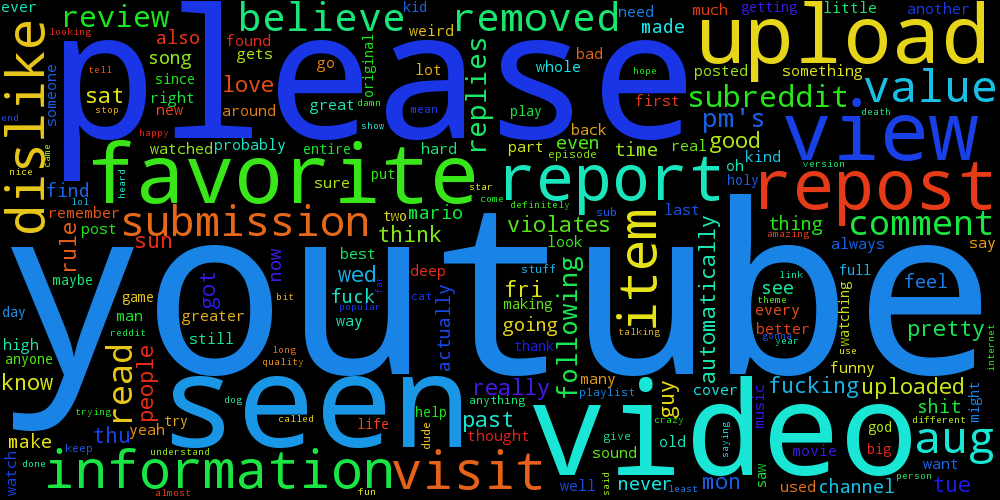 ever
review
please
believe
removed
kid
need
much
getting
little
another
upload
looking
also
found
song
gets
weird
made
dislike
someone
tell
since
love
go
lot
original
replies
whole
bad
posted
something
value
sat
right
stop
new
around
great
damn
mean
play
hope
first
subreddit
end
happy
show
back
pm's
view
death
watched
probably
entire
hard
part
even
time
real
good
came
favorite
episode
oh
kind
version
nice
find
heard
sure
put
star
report
holy
repost
lol
come
definitely
remember
submission
two
mario
violates
sub
last
thing
comment
rule
post
sun
think
look
item
automatically
amazing
always
say
youtube
maybe
got
now
best
wed
deep
actually
following
stuff
fri
see
link
full
feel
day
game
bit
fuck
popular
fan
cat
making
theme
every
watching
man
greater
way
going
talking
better
pretty
high
reddit
still
thank
going
year
internet
anyone
long
quality
use
funny
know
read
people
seen
dog
really
many
playlist
guy
cover
music
fucking
uploaded
might
trying
try
called
help
anything
video
crazy
shit
different
thu
yeah
life
dude
past
give
old
saying
god
aug
make
thought
sound
movie
big
want
watch
keep
understand
information
visit
well
said
never
least
mon
saw
used
channel
person
tue
done
almost
fun